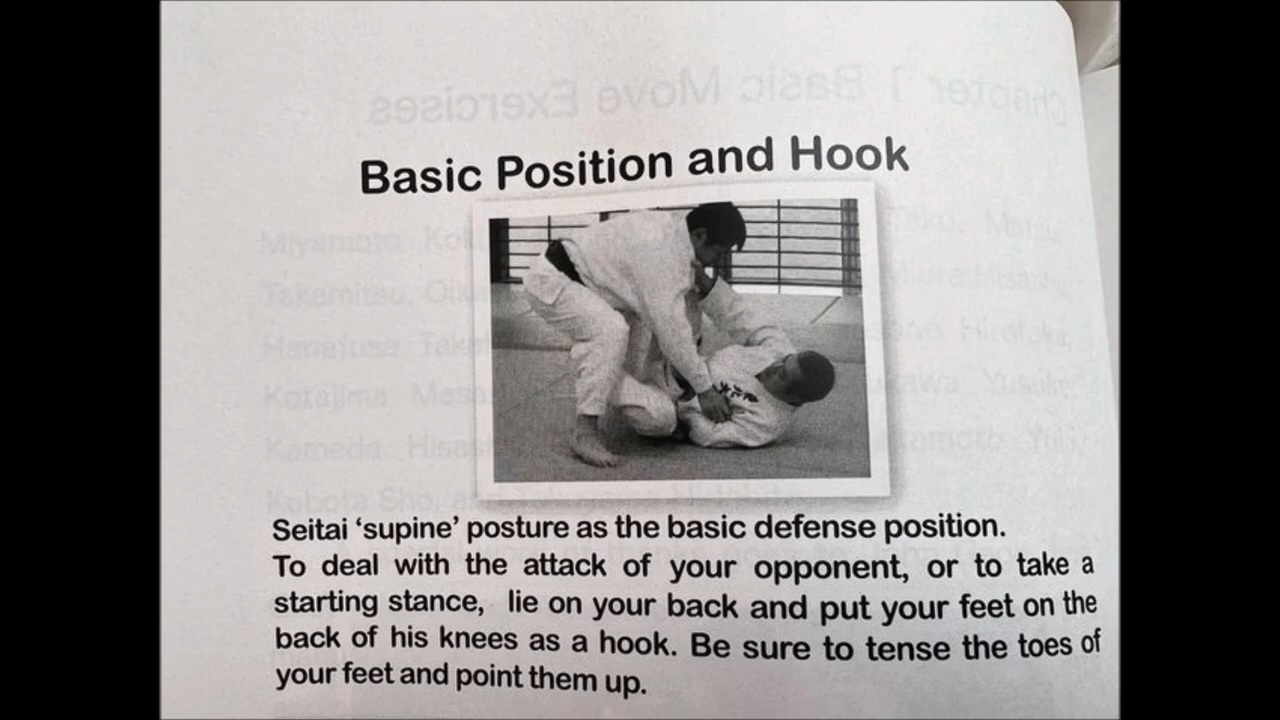 Basic Position and Hook
Seitai ‘supine’ posture as the basic defense position.
To deal with the attack of your opponent, or to take a
starting stance, lie on your back and put your feet on the
back of his knees as a hook. Be sure to tense the toes of
your feet and point them up.